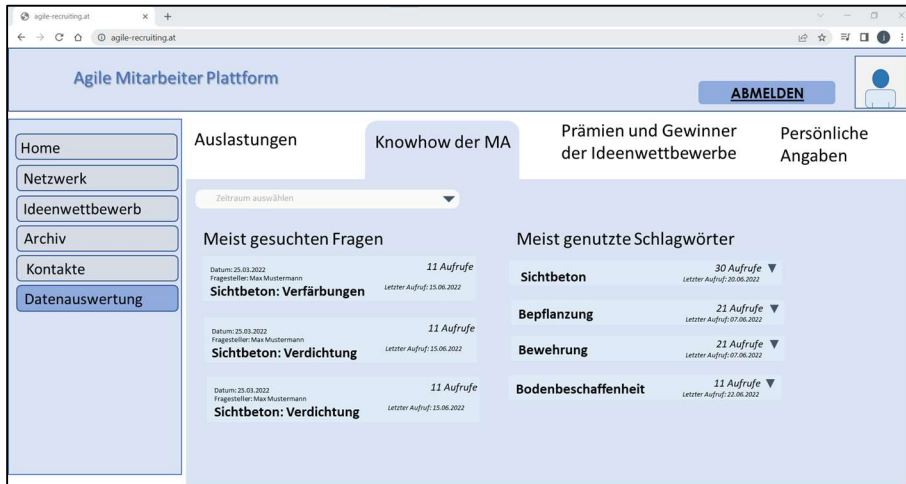 agile-recruiting.at
agile-recruiting.at
Agile Mitarbeiter Plattform
ABMELDEN
Home
Netzwerk
Ideenwettbewerb
Archiv
Kontakte
Datenauswertung
Auslastungen
Knowhow der MA
Prämien und Gewinner
der Ideenwettbewerbe
Persönliche
Angaben
Zeitraum auswählen
Meist gesuchten Fragen
Datum: 25.03.2022
Fragesteller: Max Mustermann
Sichtbeton: Verfärbungen
11 Aufrufe
Letzter Aufruf: 15.06.2022
Datum: 25.03.2022
Fragesteller: Max Mustermann
Sichtbeton: Verdichtung
11 Aufrufe
Letzter Aufruf: 15.06.2022
Datum: 25.03.2022
Fragesteller: Max Mustermann
Sichtbeton: Verdichtung
11 Aufrufe
Letzter Aufruf: 15.06.2022
Meist genutzte Schlagwörter
Sichtbeton
30 Aufrufe
Letzter Aufruf: 20.06.2022
Bepflanzung
21 Aufrufe
Letzter Aufruf: 07.06.2022
Bewehrung
21 Aufrufe
Letzter Aufruf: 07.06.2022
Bodenbeschaffenheit
11 Aufrufe
Letzter Aufruf: 22.06.2022